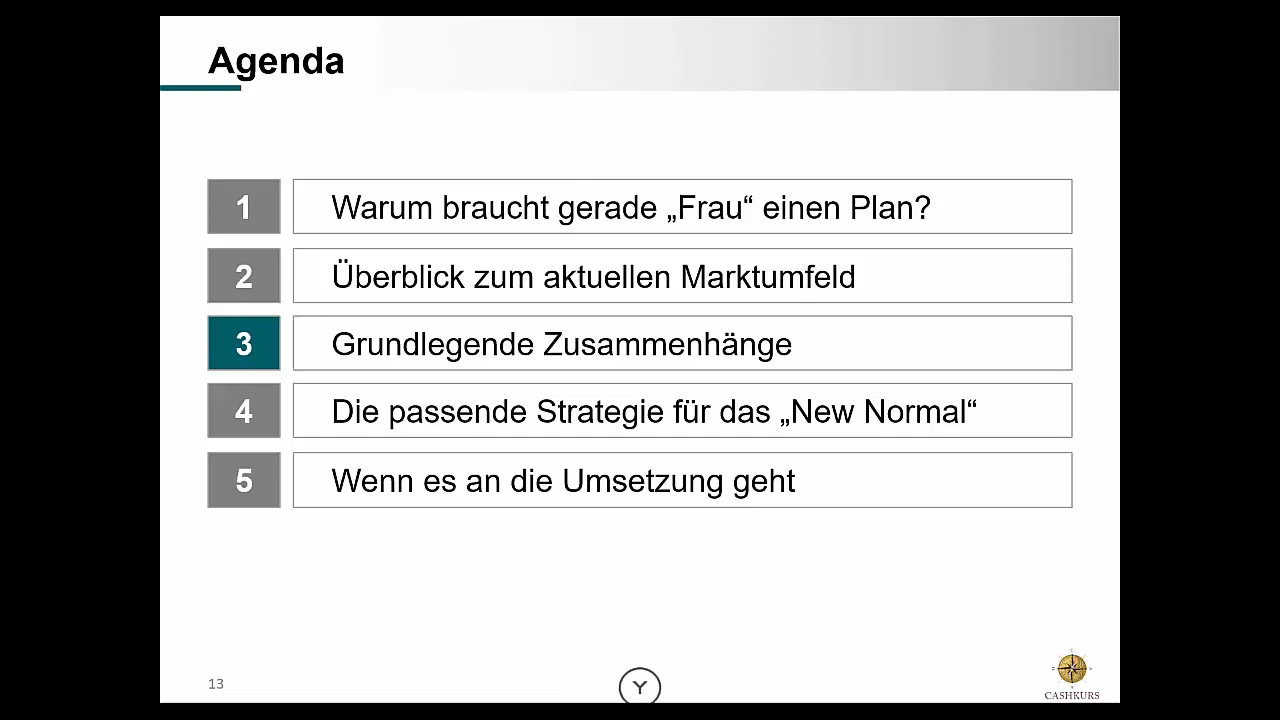 Agenda
1 Warum braucht gerade „Frau“ einen Plan?
2 Überblick zum aktuellen Marktumfeld
3 Grundlegende Zusammenhänge
4 Die passende Strategie für das „New Normal“
5 Wenn es an die Umsetzung geht
13
Y
CASHKURS